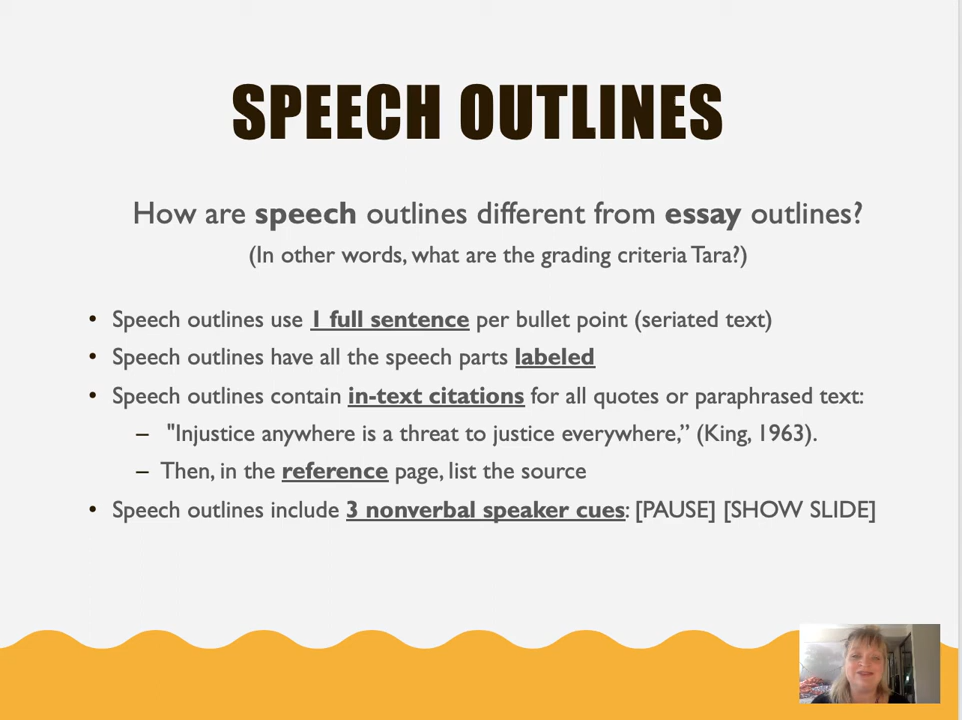 SPEECH OUTLINES
How are speech outlines different from essay outlines?
(In other words, what are the grading criteria Tara?)
• Speech outlines use 1 full sentence per bullet point (seriated text)
• Speech outlines have all the speech parts labeled
• Speech outlines contain in-text citations for all quotes or paraphrased text:
– "Injustice anywhere is a threat to justice everywhere,” (King, 1963).
– Then, in the reference page, list the source
• Speech outlines include 3 nonverbal speaker cues: [PAUSE] [SHOW SLIDE]